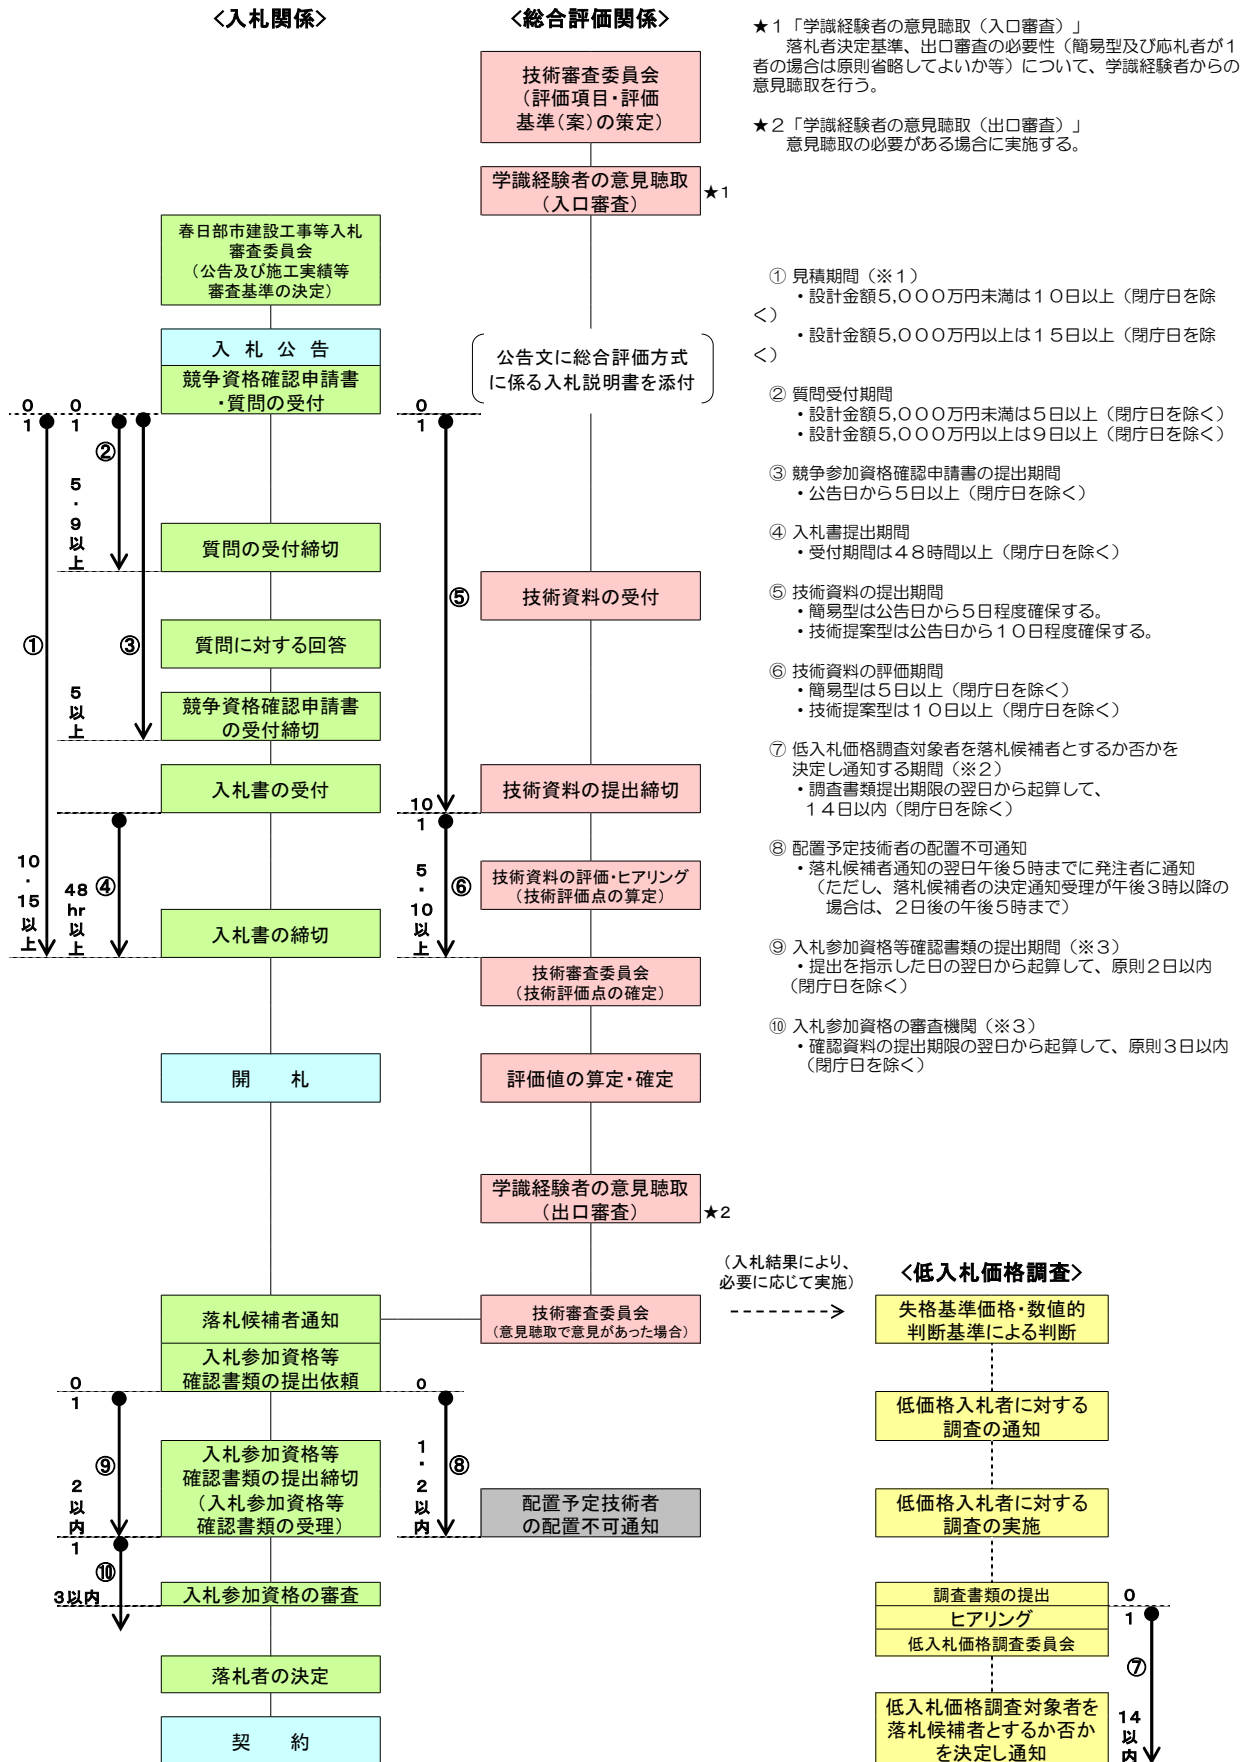 <入札関係>
<総合評価関係>
★１「学識経験者の意見聴取（入口審査）」
落札者決定基準、出口審査の必要性（簡易型及び応札者が１
者の場合は原則省略してよいか等）について、学識経験者からの
意見聴取を行う。
★２「学識経験者の意見聴取（出口審査）」
意見聴取の必要がある場合に実施する。
技術審査委員会
（評価項目・評価
基準（案）の策定）
学識経験者の意見聴取
（入口審査）
★１
春日部市建設工事等入札
審査委員会
（公告及び施工実績等
審査基準の決定）
入 札 公 告
競争資格確認申請書
・質問の受付
公告文に総合評価方式
に係る入札説明書を添付
① 見積期間（※１）
・設計金額５,０００万円未満は１０日以上（閉庁日を除
く）
・設計金額５,０００万円以上は１５日以上（閉庁日を除
く）
② 質問受付期間
・設計金額５,０００万円未満は５日以上（閉庁日を除く）
・設計金額５,０００万円以上は９日以上（閉庁日を除く）
③ 競争参加資格確認申請書の提出期間
・公告日から５日以上（閉庁日を除く）
④ 入札書提出期間
・受付期間は４８時間以上（閉庁日を除く）
⑤ 技術資料の提出期間
・簡易型は公告日から５日程度確保する。
・技術提案型は公告日から１０日程度確保する。
⑥ 技術資料の評価期間
・簡易型は５日以上（閉庁日を除く）
・技術提案型は１０日以上（閉庁日を除く）
⑦ 低入札価格調査対象者を落札候補者とするか否かを
決定し通知する期間（※２）
・調査書類提出期限の翌日から起算して、
１４日以内（閉庁日を除く）
⑧ 配置予定技術者の配置不可通知
・落札候補者通知の翌日午後５時までに発注者に通知
（ただし、落札候補者の決定通知受理が午後３時以降の
場合は、２日後の午後５時まで）
⑨ 入札参加資格等確認書類の提出期間（※３）
・提出を指示した日の翌日から起算して、原則２日以内
（閉庁日を除く）
⑩ 入札参加資格の審査機関（※３）
・確認資料の提出期限の翌日から起算して、原則３日以内
（閉庁日を除く）
0
0
0
1
1
1
②
5・9以上
質問の受付締切
⑤
技術資料の受付
①
③
質問に対する回答
5以上
競争資格確認申請書
の受付締切
入札書の受付
技術資料の提出締切
10
1
10・15以上
48hr以上
④
5・10以上
⑥
技術資料の評価・ヒアリング
（技術評価点の算定）
入札書の締切
技術審査委員会
（技術評価点の確定）
開 札
評価値の算定・確定
学識経験者の意見聴取
（出口審査）
★２
（入札結果により、
必要に応じて実施）
<低入札価格調査>
落札候補者通知
技術審査委員会
（意見聴取で意見があった場合）
失格基準価格・数値的
判断基準による判断
入札参加資格等
確認書類の提出依頼
0
1
0
低価格入札者に対する
調査の通知
⑨
2以内
入札参加資格等
確認書類の提出締切
（入札参加資格等
確認書類の受理）
1・2以内
⑧
配置予定技術者
の配置不可通知
低価格入札者に対する
調査の実施
1
⑩
3以内
入札参加資格の審査
調査書類の提出
0
ヒアリング
1
低入札価格調査委員会
⑦
落札者の決定
契 約
低入札価格調査対象者を
落札候補者とするか否か
を決定し通知
14以内